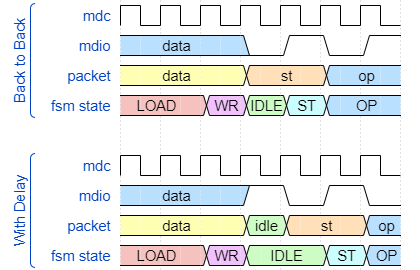 Back to Back
mdc
mdio data
packet data st op
fsm state LOAD WR IDLE ST OP
With Delay
mdc
mdio data
packet data idle st op
fsm state LOAD WR IDLE ST OP